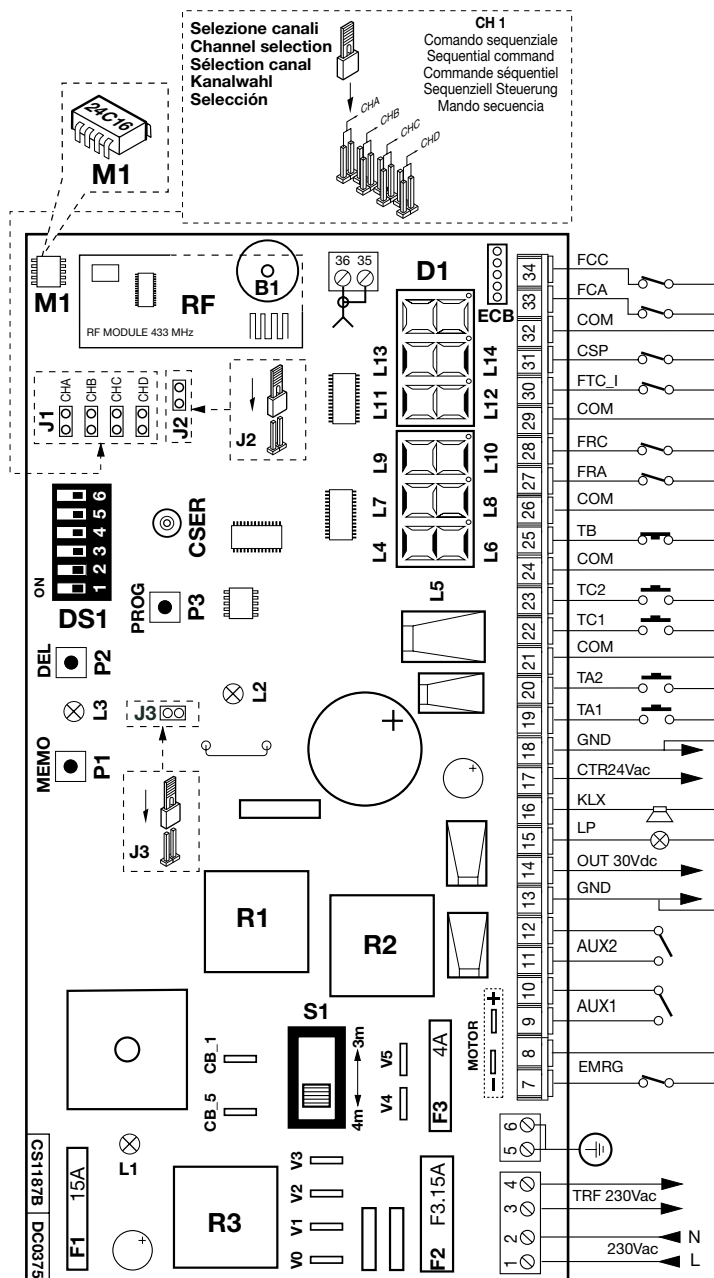 Selezione canali
Channel selection
Sélection canal
Kanalwahl
Selección
CH 1
Comando sequenziale
Sequential command
Commande séquentiel
Sequenziell Steuerung
Mando secuencia
CHA
CHB
CHC
CHD
24C16
M1
M1
RF
B1
RF MODULE 433 MHz
36 35
D1
ECB
L13
L14
L11
L12
L9
L10
L7
L8
L4
L6
L5
J1
CHA
CHB
CHC
CHD
J2
J2
ON
1 2 3 4 5 6
DS1
CSER
PROG
P3
DEL
P2
L3
L2
MEMO
P1
J3
J3
+
R1
R2
S1
3m
4m
CB_1
CB_5
V5
V4
F3 4A
MOTOR
+
-
L1
CS1187B DC0375
F1 15A
R3
V3
V2
V1
V0
F2 F3.15A
34 FCC
33 FCA
32 COM
31 CSP
30 FTC_I
29 COM
28 FRC
27 FRA
26 COM
25 TB
24 COM
23 TC2
22 TC1
21 COM
20 TA2
19 TA1
18 GND
17 CTR24Vac
16 KLX
15 LP
14 OUT 30Vdc
13 GND
12
11 AUX2
10
9 AUX1
8
7 EMRG
6
5
4
3 TRF 230Vac
2 N
1 230Vac L